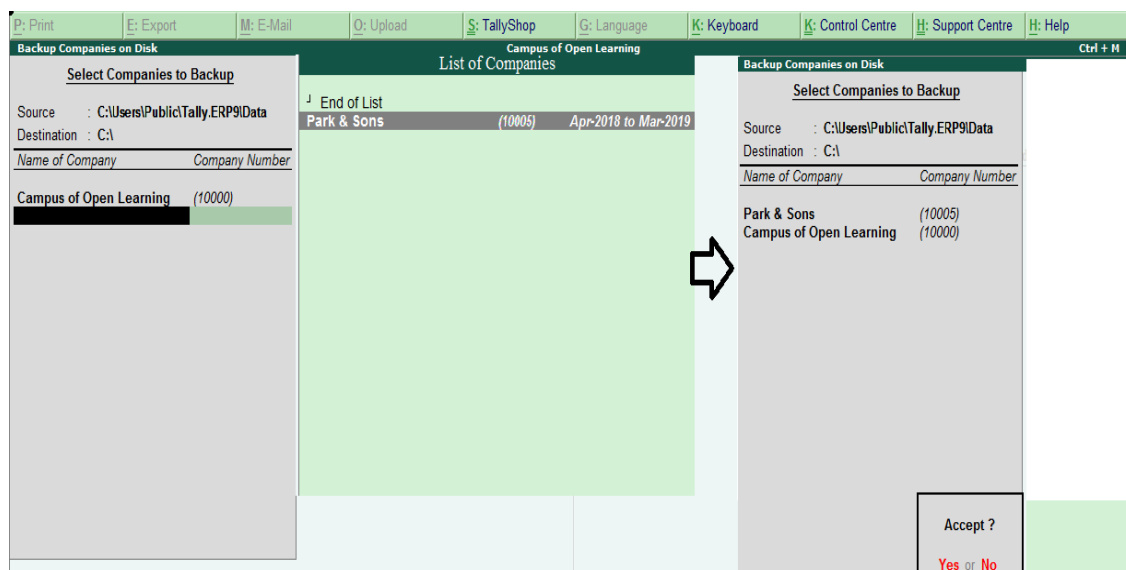 P: Print E: Export M: E-Mail O: Upload S: TallyShop G: Language K: Keyboard K: Control Centre H: Support Centre H: Help
Backup Companies on Disk
Campus of Open Learning
Ctrl + M
Select Companies to Backup
Source : C:\Users\Public\Tally.ERP9\Data
Destination : C:\
Name of Company Company Number
Campus of Open Learning (10000)
List of Companies
┘ End of List
Park & Sons (10005) Apr-2018 to Mar-2019
Backup Companies on Disk
Select Companies to Backup
Source : C:\Users\Public\Tally.ERP9\Data
Destination : C:\
Name of Company Company Number
Park & Sons (10005)
Campus of Open Learning (10000)
Accept ?
Yes or No